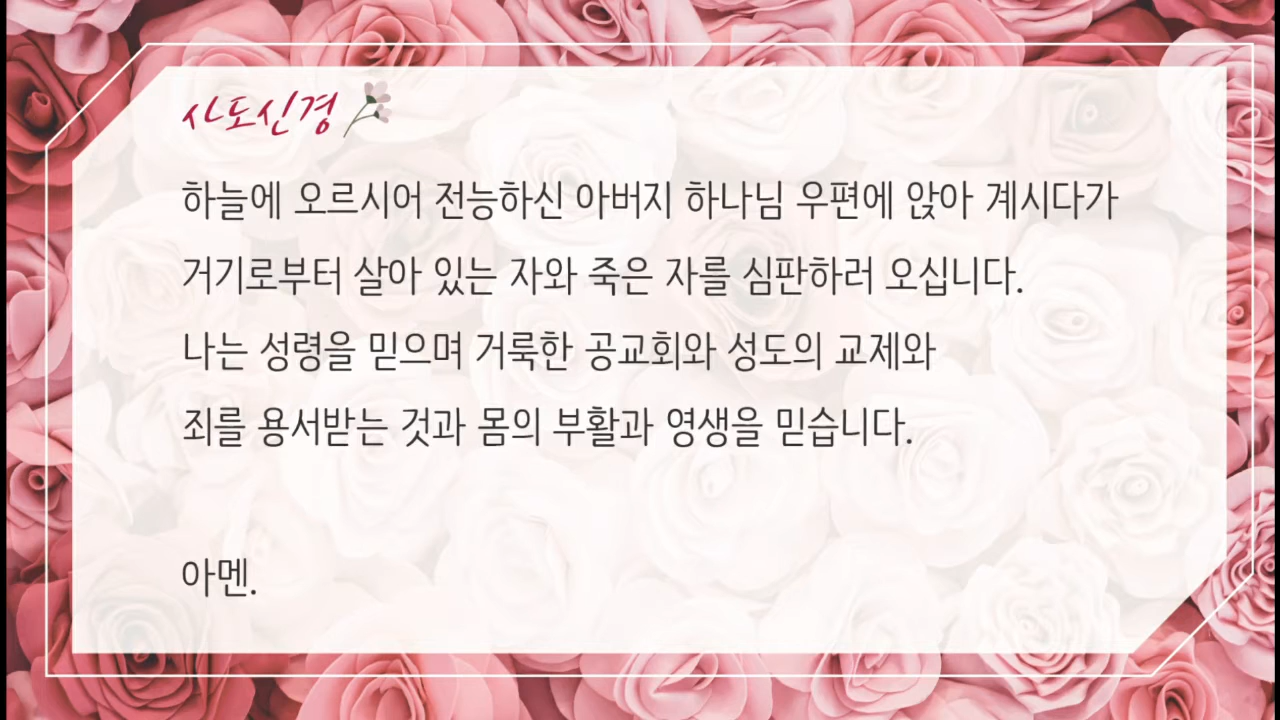 사도신경
하늘에 오르시어 전능하신 아버지 하나님 우편에 앉아 계시다가
거기로부터 살아 있는 자와 죽은 자를 심판하러 오십니다.
나는 성령을 믿으며 거룩한 공교회와 성도의 교제와
죄를 용서받는 것과 몸의 부활과 영생을 믿습니다.
아멘.